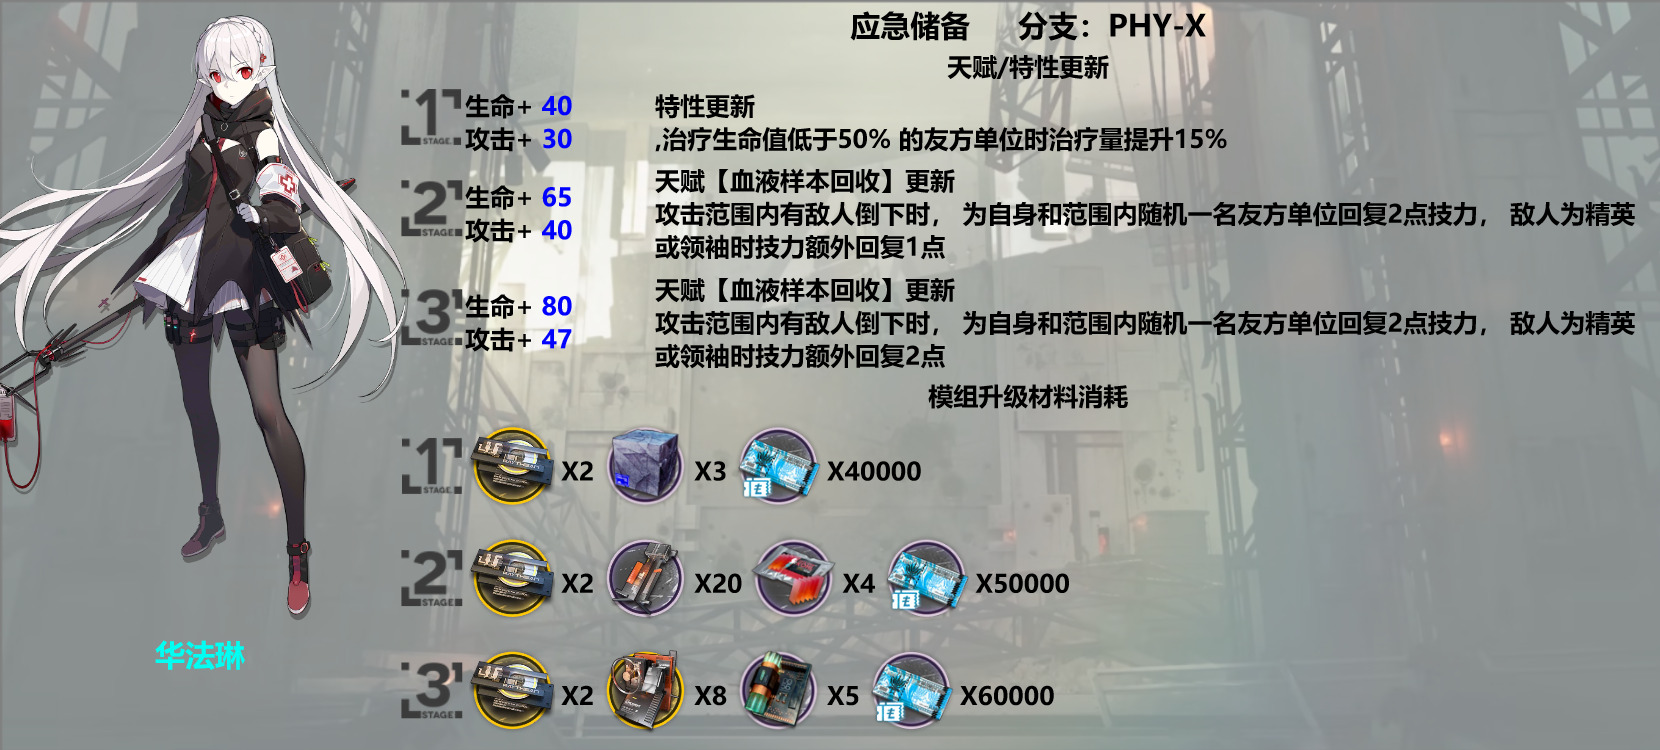 应急储备 分支：PHY-X
天赋/特性更新
1 STAGE. 生命+ 40 特性更新
攻击+ 30 ,治疗生命值低于50% 的友方单位时治疗量提升15%
天赋【血液样本回收】更新
2 STAGE. 生命+ 65 攻击范围内有敌人倒下时， 为自身和范围内随机一名友方单位回复2点技力， 敌人为精英
攻击+ 40 或领袖时技力额外回复1点
天赋【血液样本回收】更新
3 STAGE. 生命+ 80 攻击范围内有敌人倒下时， 为自身和范围内随机一名友方单位回复2点技力， 敌人为精英
攻击+ 47 或领袖时技力额外回复2点
模组升级材料消耗
1 STAGE. X2 X3 X40000
2 STAGE. X2 X20 X4 X50000
华法琳
3 STAGE. X2 X8 X5 X60000